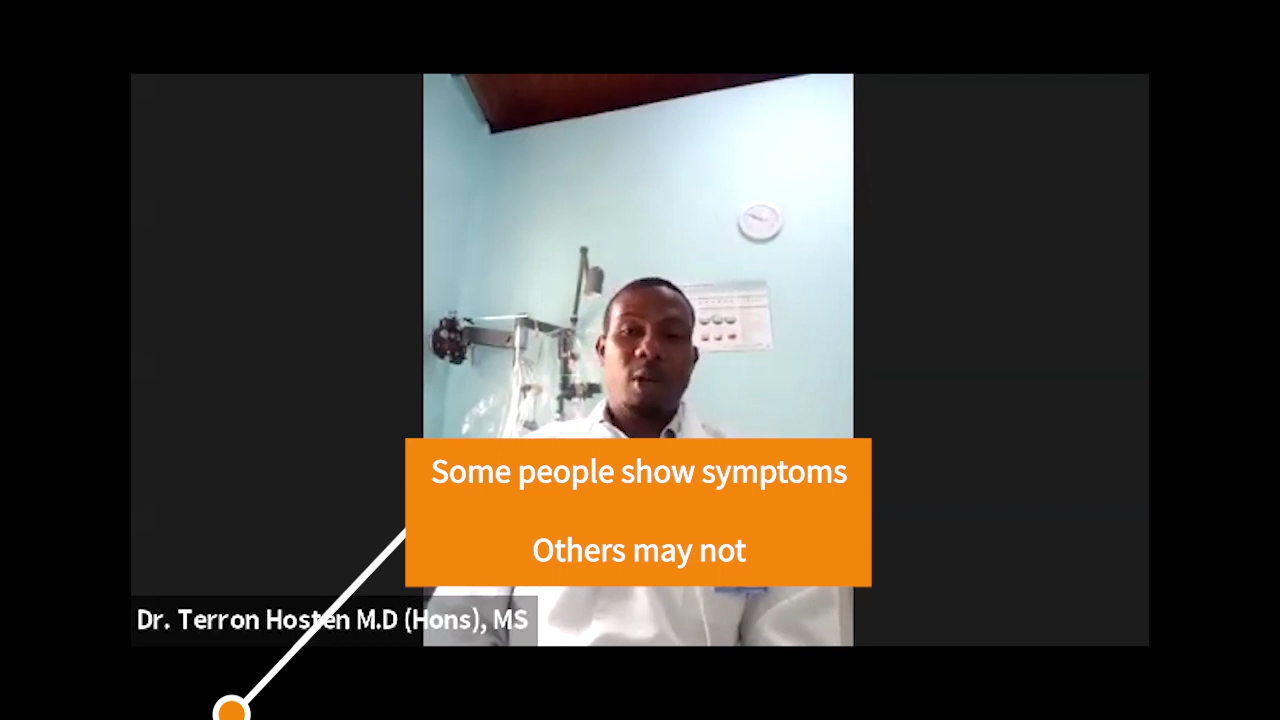 Some people show symptoms
Others may not
Dr. Terron Hosten M.D (Hons), MS